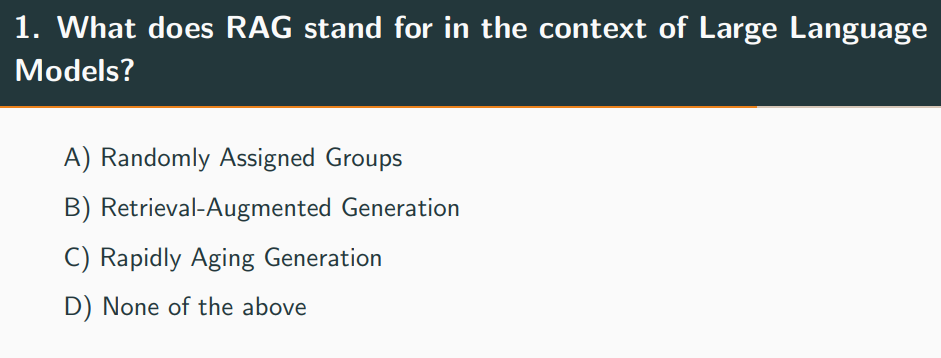 1. What does RAG stand for in the context of Large Language
Models?
A) Randomly Assigned Groups
B) Retrieval-Augmented Generation
C) Rapidly Aging Generation
D) None of the above